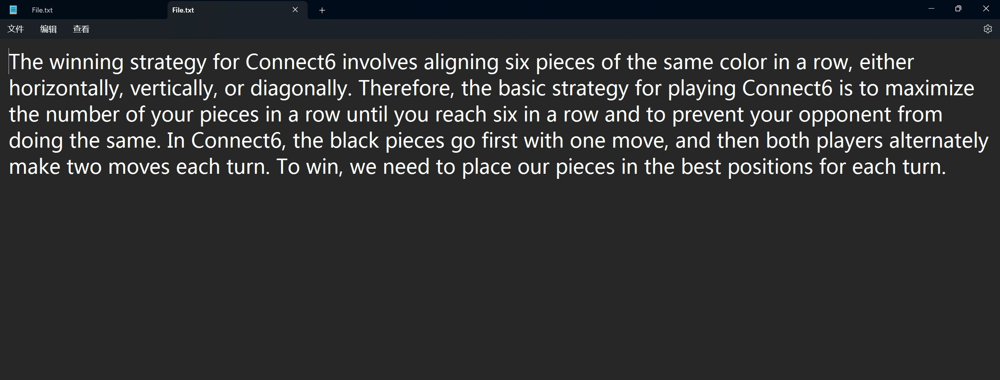 File.txt
File.txt
文件 编辑 查看
The winning strategy for Connect6 involves aligning six pieces of the same color in a row, either
horizontally, vertically, or diagonally. Therefore, the basic strategy for playing Connect6 is to maximize
the number of your pieces in a row until you reach six in a row and to prevent your opponent from
doing the same. In Connect6, the black pieces go first with one move, and then both players alternately
make two moves each turn. To win, we need to place our pieces in the best positions for each turn.